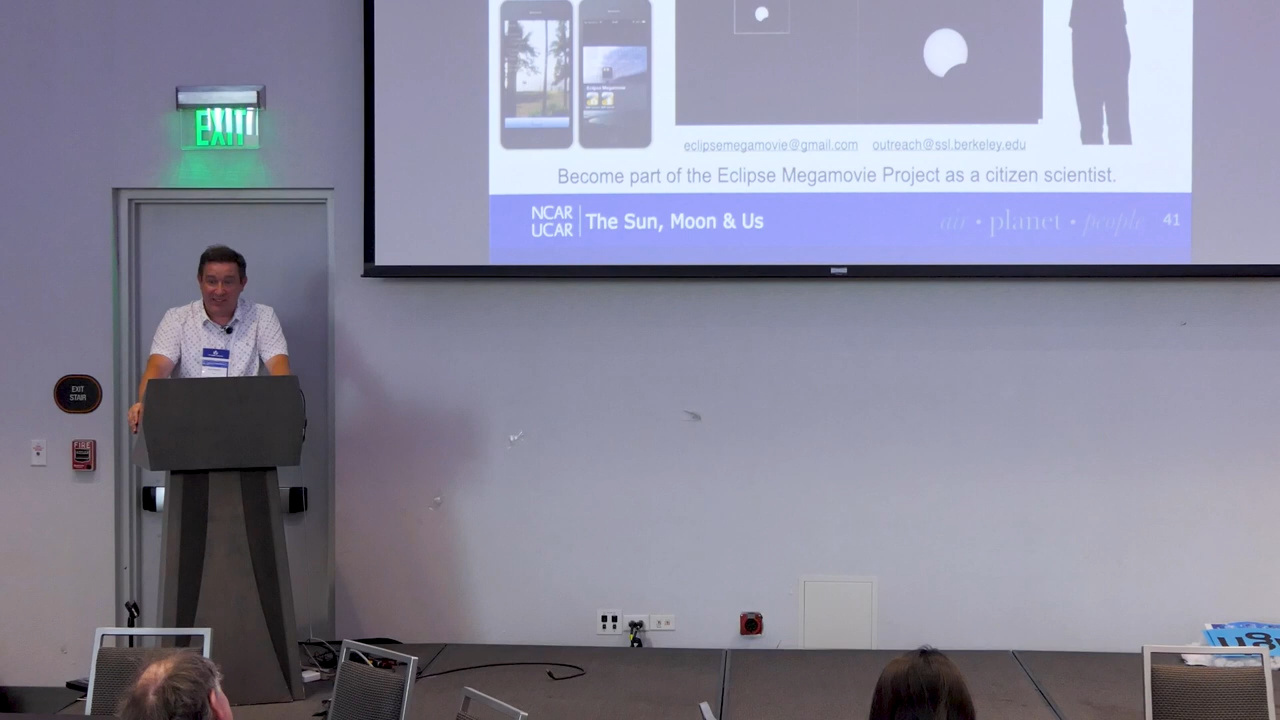 EXIT
eclipsemegamovie@gmail.com outreach@ssl.berkeley.edu
Become part of the Eclipse Megamovie Project as a citizen scientist.
NCAR
UCAR
The Sun, Moon & Us
air • planet • people 41
EXIT
STAIR
FIRE